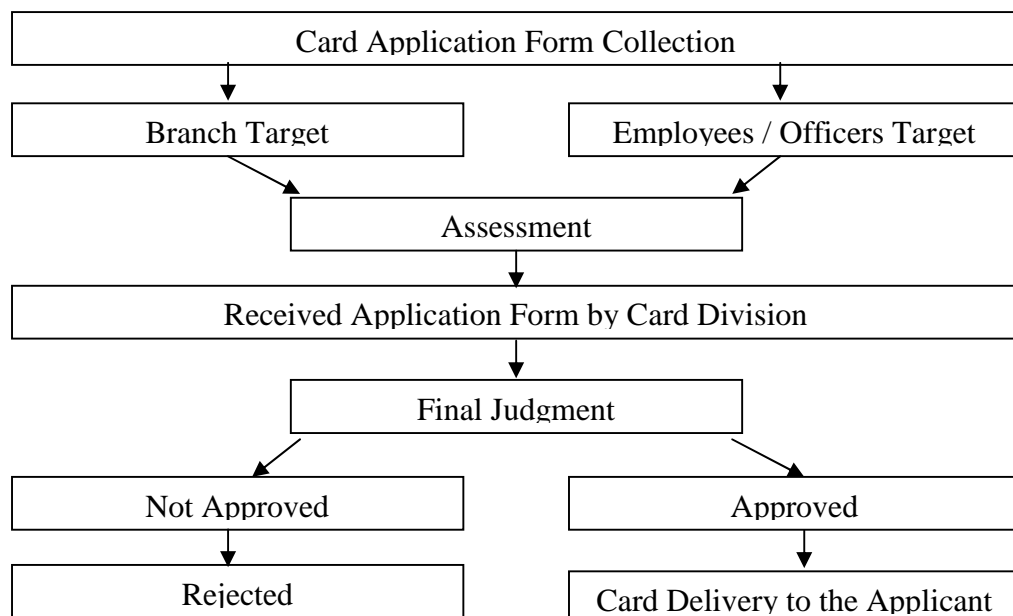 Card Application Form Collection
Branch Target
Employees / Officers Target
Assessment
Received Application Form by Card Division
Final Judgment
Not Approved
Approved
Rejected
Card Delivery to the Applicant